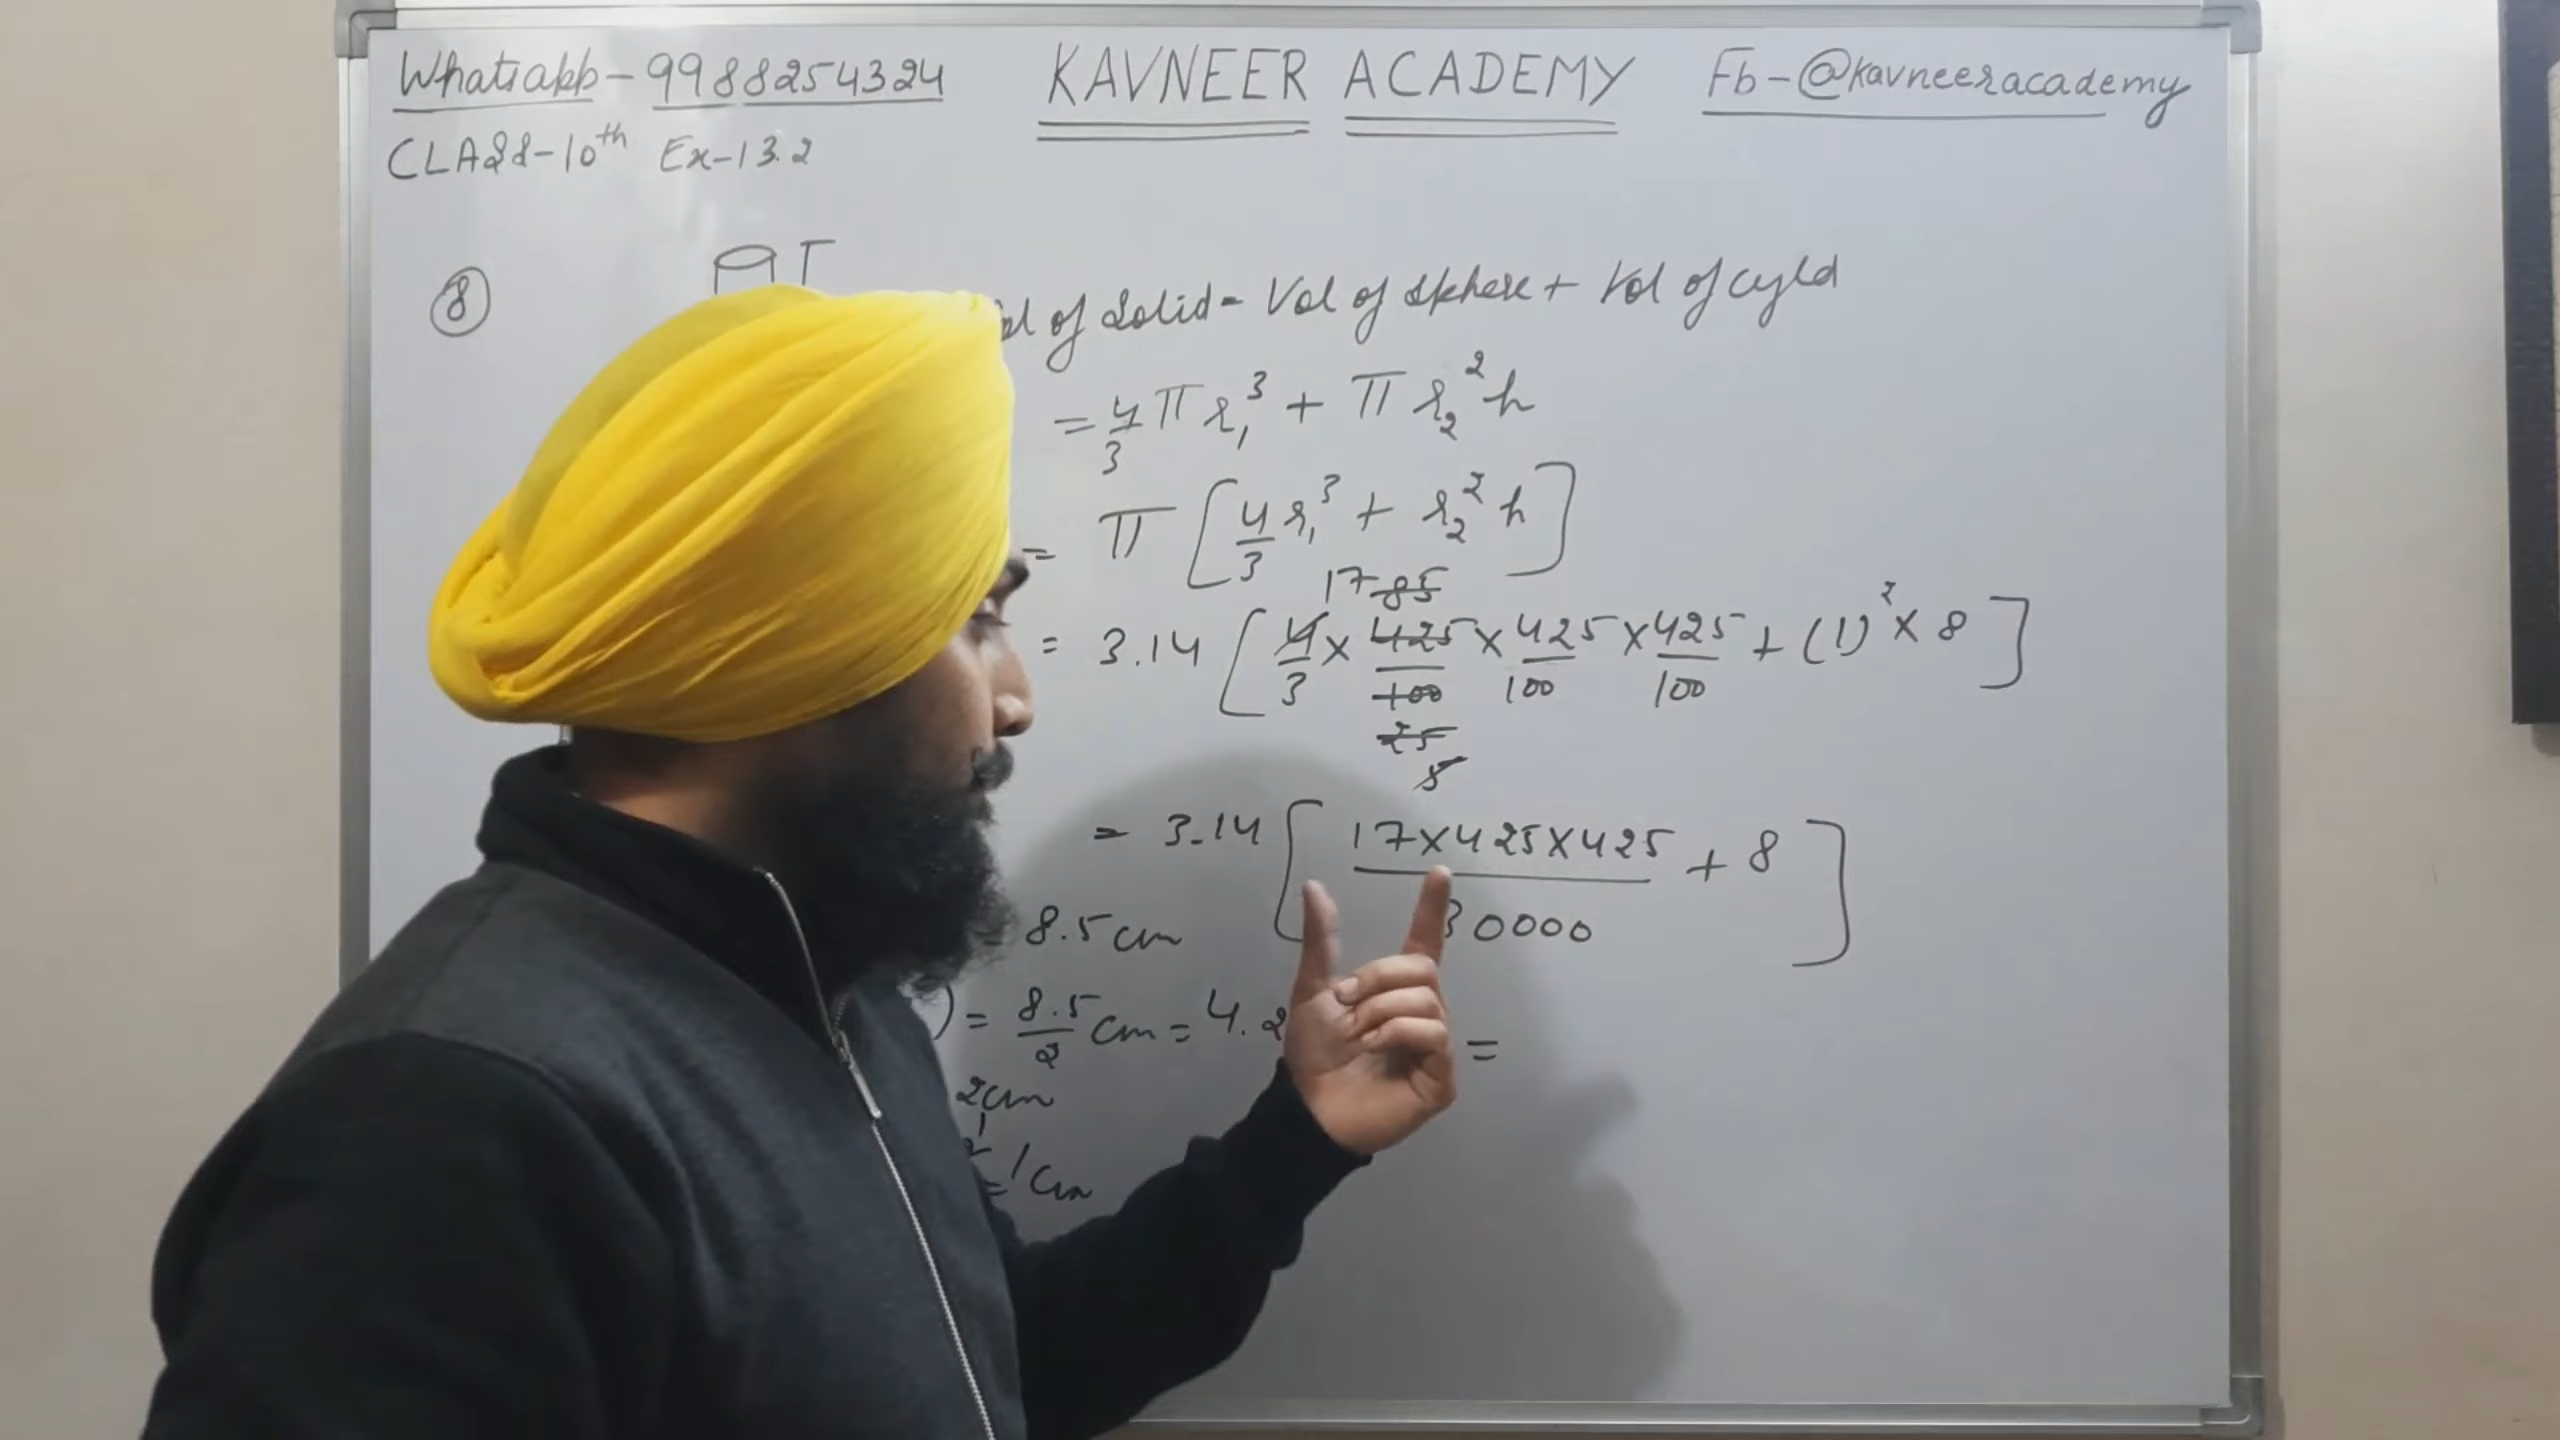 Whatsapp-9988254324 KAVNEER ACADEMY Fb-@kavneeracademy
CLASS-10th Ex-13.2
8
of Solid = Vol of Sphere + Vol of cyld
= 4/3 π r₁³ + π r₂² h
= π [4/3 r₁³ + r₂² h]
17 85
= 3.14 [4/3 × 425/100 × 425/100 × 425/100 + (1)² × 8]
25
5
= 3.14 [17×425×425/30000 + 8]
8.5 cm
) = 8.5/2 cm = 4.2
=
2cm
1
= 1cm